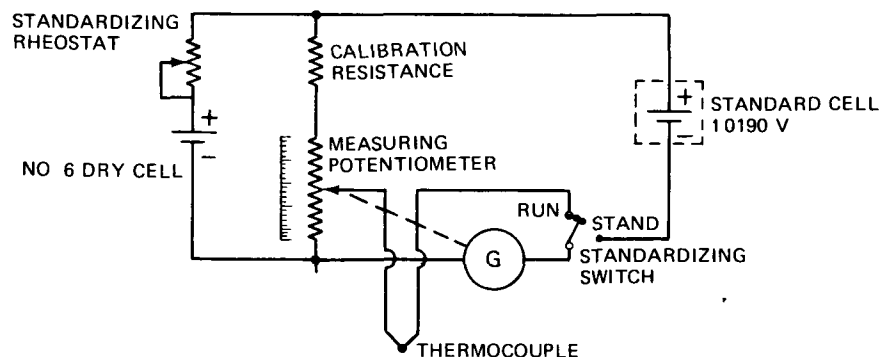 STANDARDIZING
RHEOSTAT
CALIBRATION
RESISTANCE
+
STANDARD CELL
1 0190 V
−
+
−
NO 6 DRY CELL
MEASURING
POTENTIOMETER
RUN
STAND
STANDARDIZING
SWITCH
G
THERMOCOUPLE